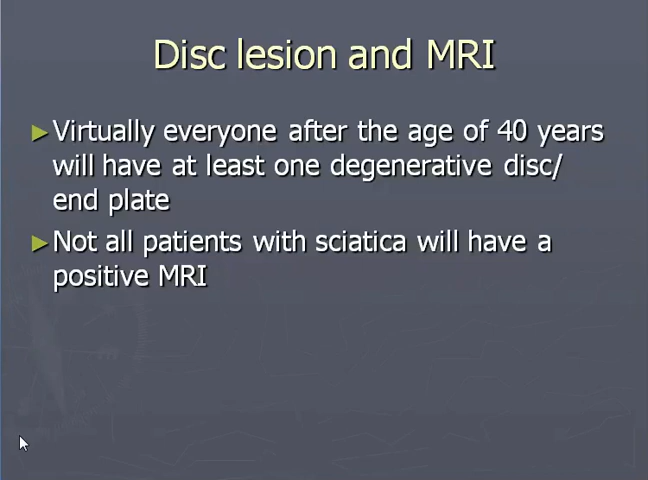 Disc lesion and MRI
►Virtually everyone after the age of 40 years
will have at least one degenerative disc/
end plate
►Not all patients with sciatica will have a
positive MRI